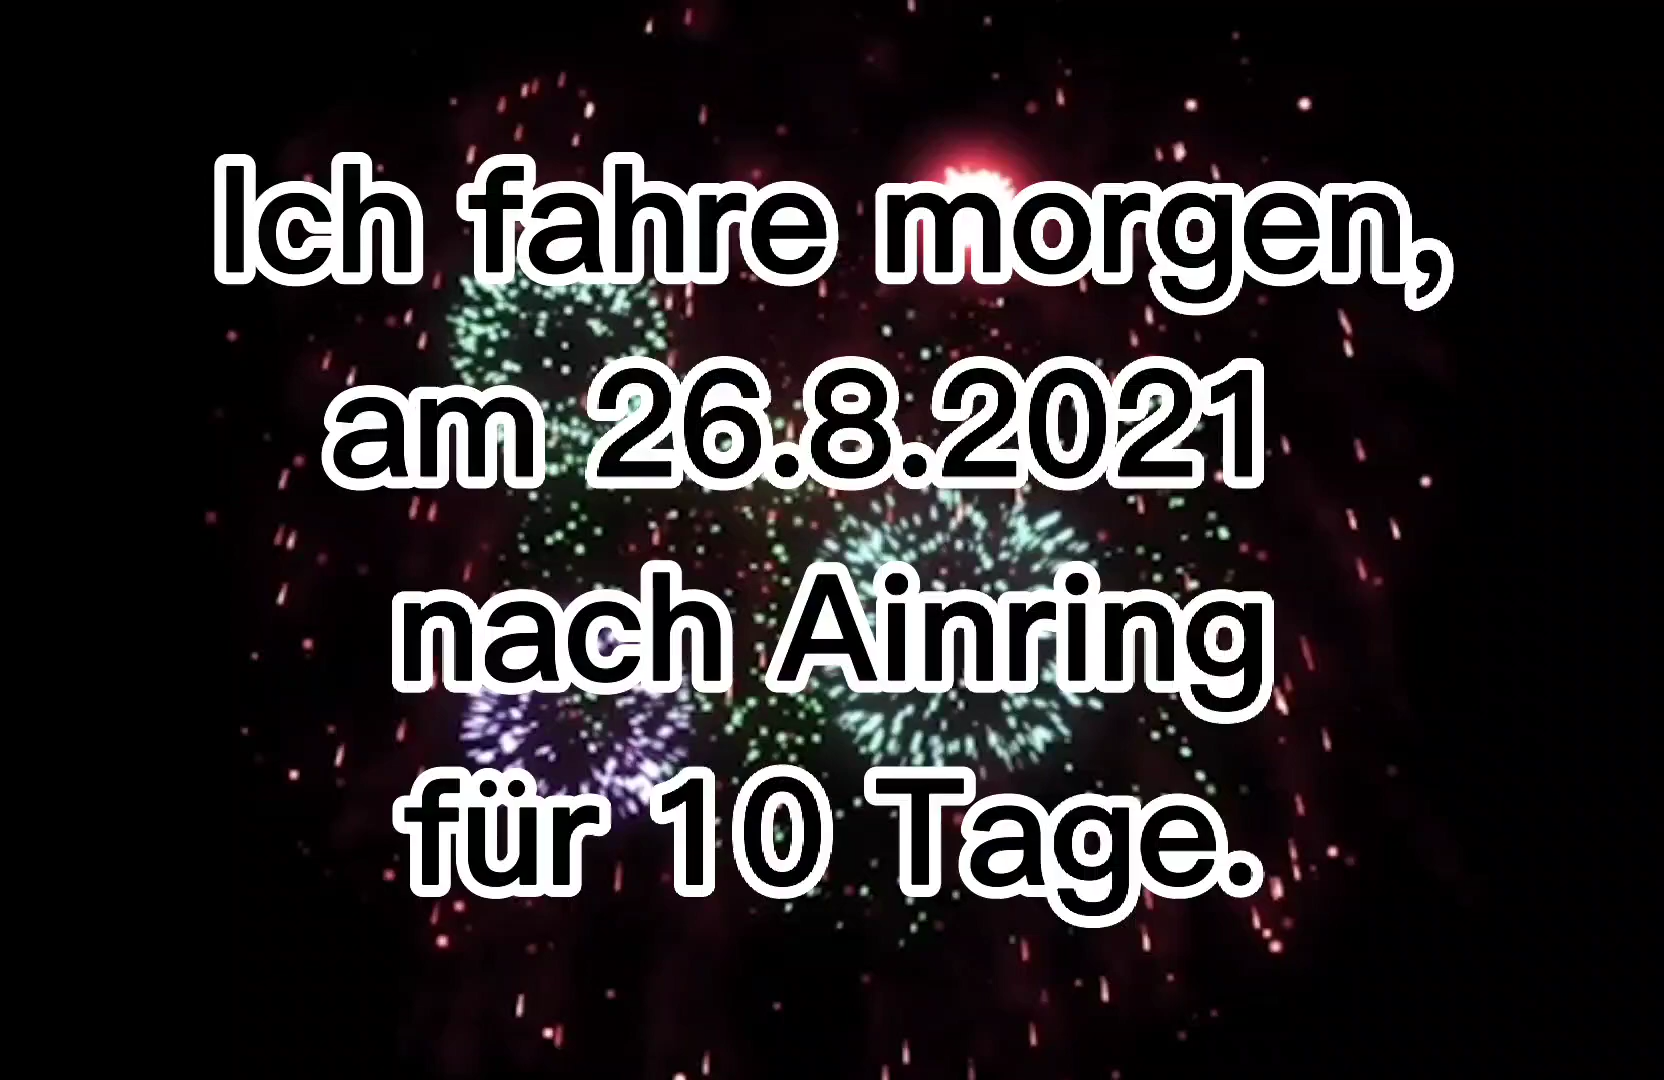 Ich fahre morgen,
am 26.8.2021
nach Ainring
für 10 Tage.